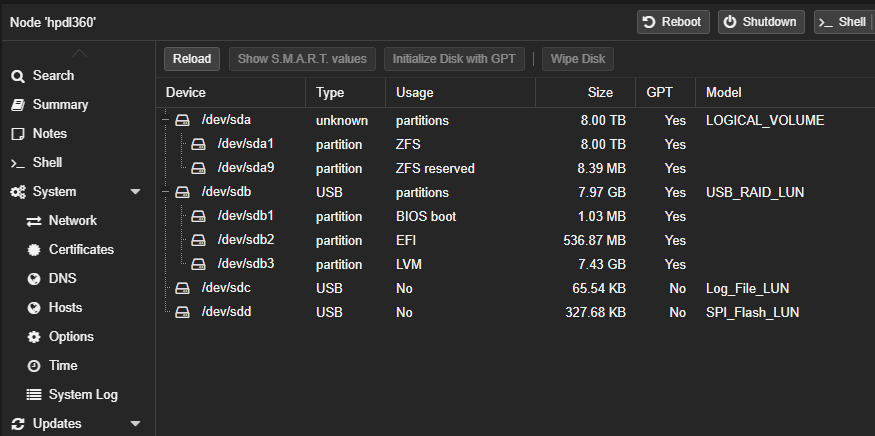 Node 'hpdl360' Reboot Shutdown Shell
Search
Summary
Notes
Shell
System
Network
Certificates
DNS
Hosts
Options
Time
System Log
Updates
Reload Show S.M.A.R.T. values Initialize Disk with GPT Wipe Disk
Device Type Usage Size GPT Model
/dev/sda unknown partitions 8.00 TB Yes LOGICAL_VOLUME
/dev/sda1 partition ZFS 8.00 TB Yes
/dev/sda9 partition ZFS reserved 8.39 MB Yes
/dev/sdb USB partitions 7.97 GB Yes USB_RAID_LUN
/dev/sdb1 partition BIOS boot 1.03 MB Yes
/dev/sdb2 partition EFI 536.87 MB Yes
/dev/sdb3 partition LVM 7.43 GB Yes
/dev/sdc USB No 65.54 KB No Log_File_LUN
/dev/sdd USB No 327.68 KB No SPI_Flash_LUN